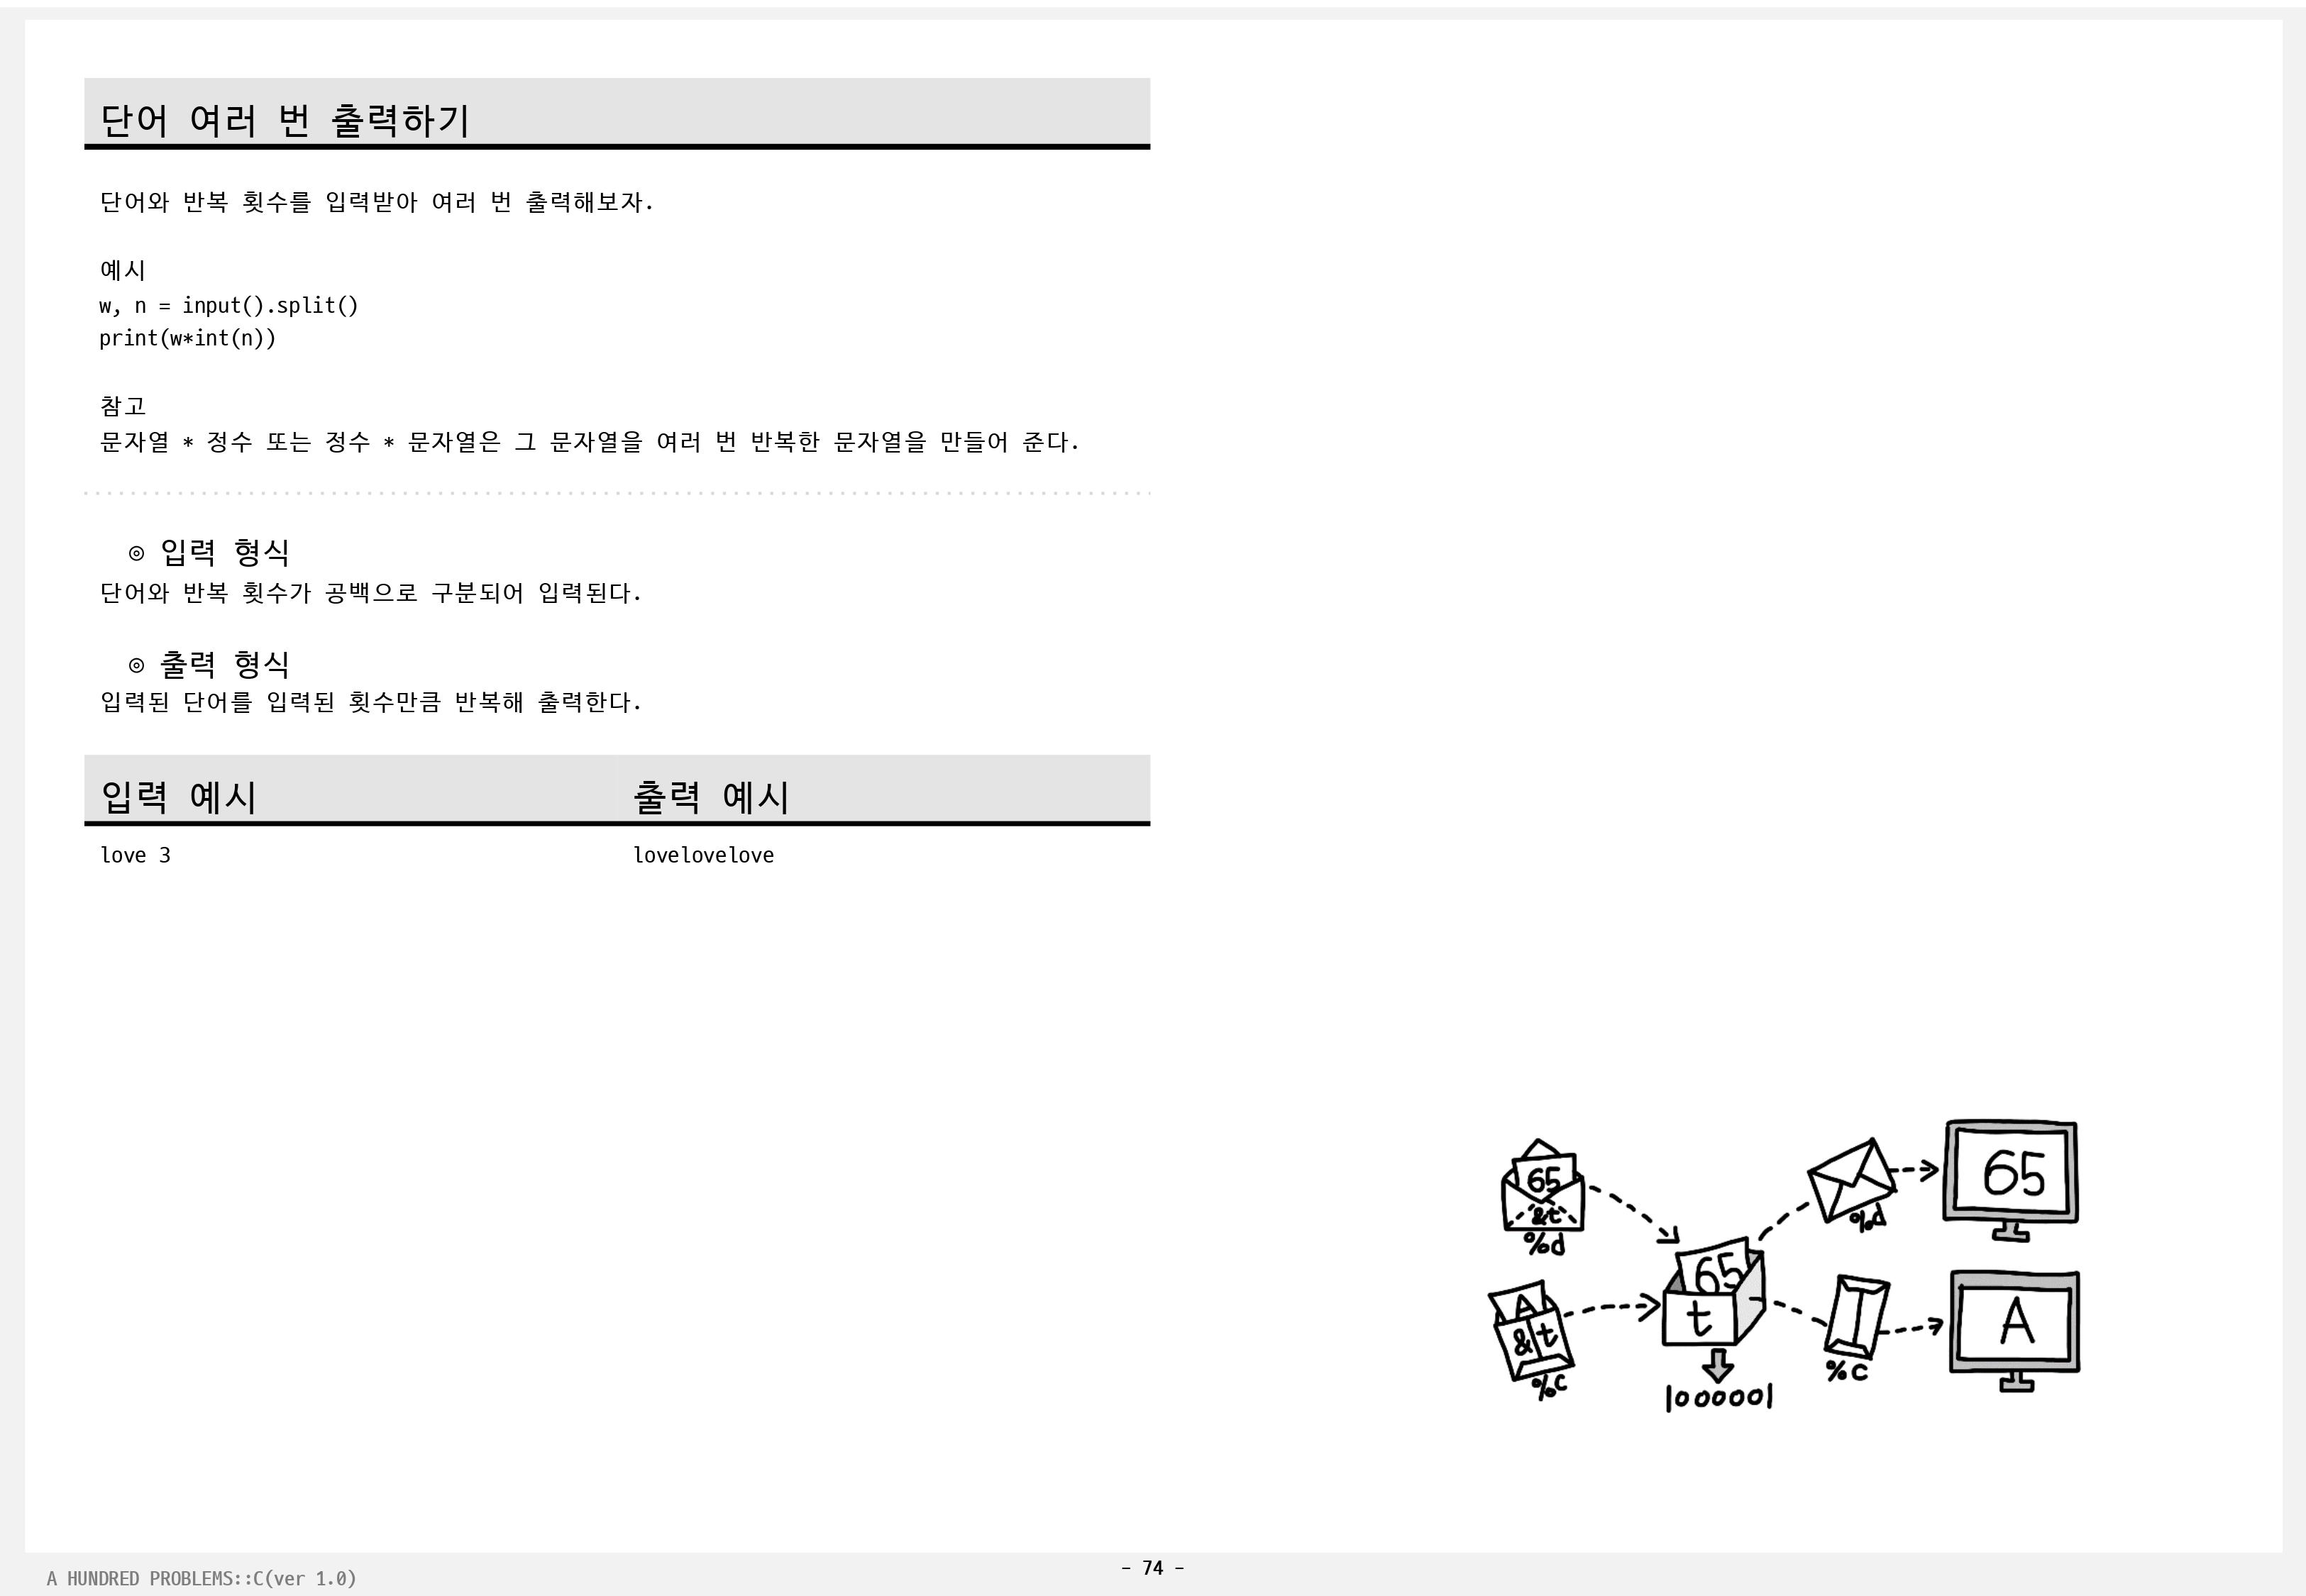 단어 여러 번 출력하기
단어와 반복 횟수를 입력받아 여러 번 출력해보자.
예시
w, n = input().split()
print(w*int(n))
참고
문자열 * 정수 또는 정수 * 문자열은 그 문자열을 여러 번 반복한 문자열을 만들어 준다.
◎ 입력 형식
단어와 반복 횟수가 공백으로 구분되어 입력된다.
◎ 출력 형식
입력된 단어를 입력된 횟수만큼 반복해 출력한다.
입력 예시 출력 예시
love 3 lovelovelove
65
&t
%d
A
&t
%c
65
t
1000001
%d
65
%c
A
A HUNDRED PROBLEMS::C(ver 1.0)
- 74 -